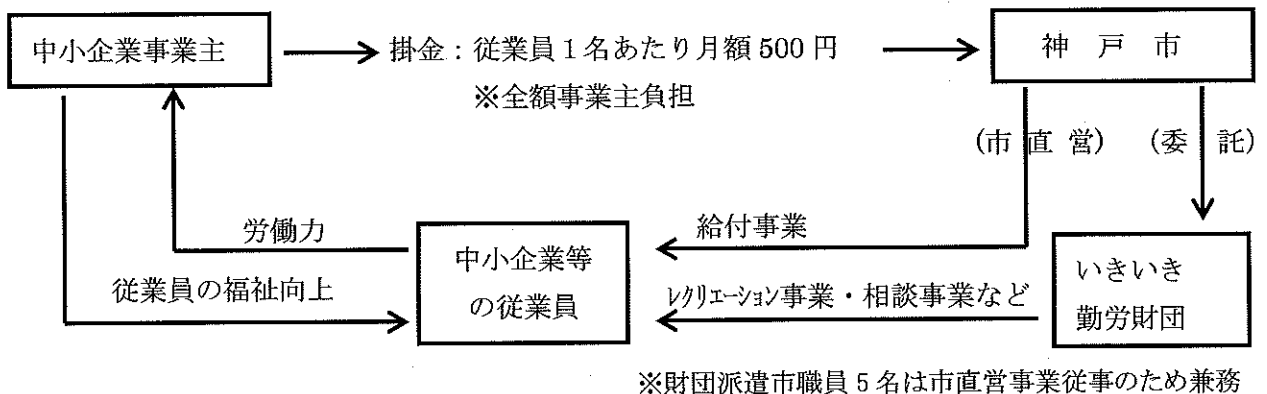 中小企業事業主
掛金：従業員１名あたり月額 500 円
※全額事業主負担
神 戸 市
(市 直 営) (委 託)
労働力
給付事業
従業員の福祉向上
中小企業等
の従業員
ﾚｸﾘｴｰｼｮﾝ事業・相談事業など
いきいき
勤労財団
※財団派遣市職員 5 名は市直営事業従事のため兼務